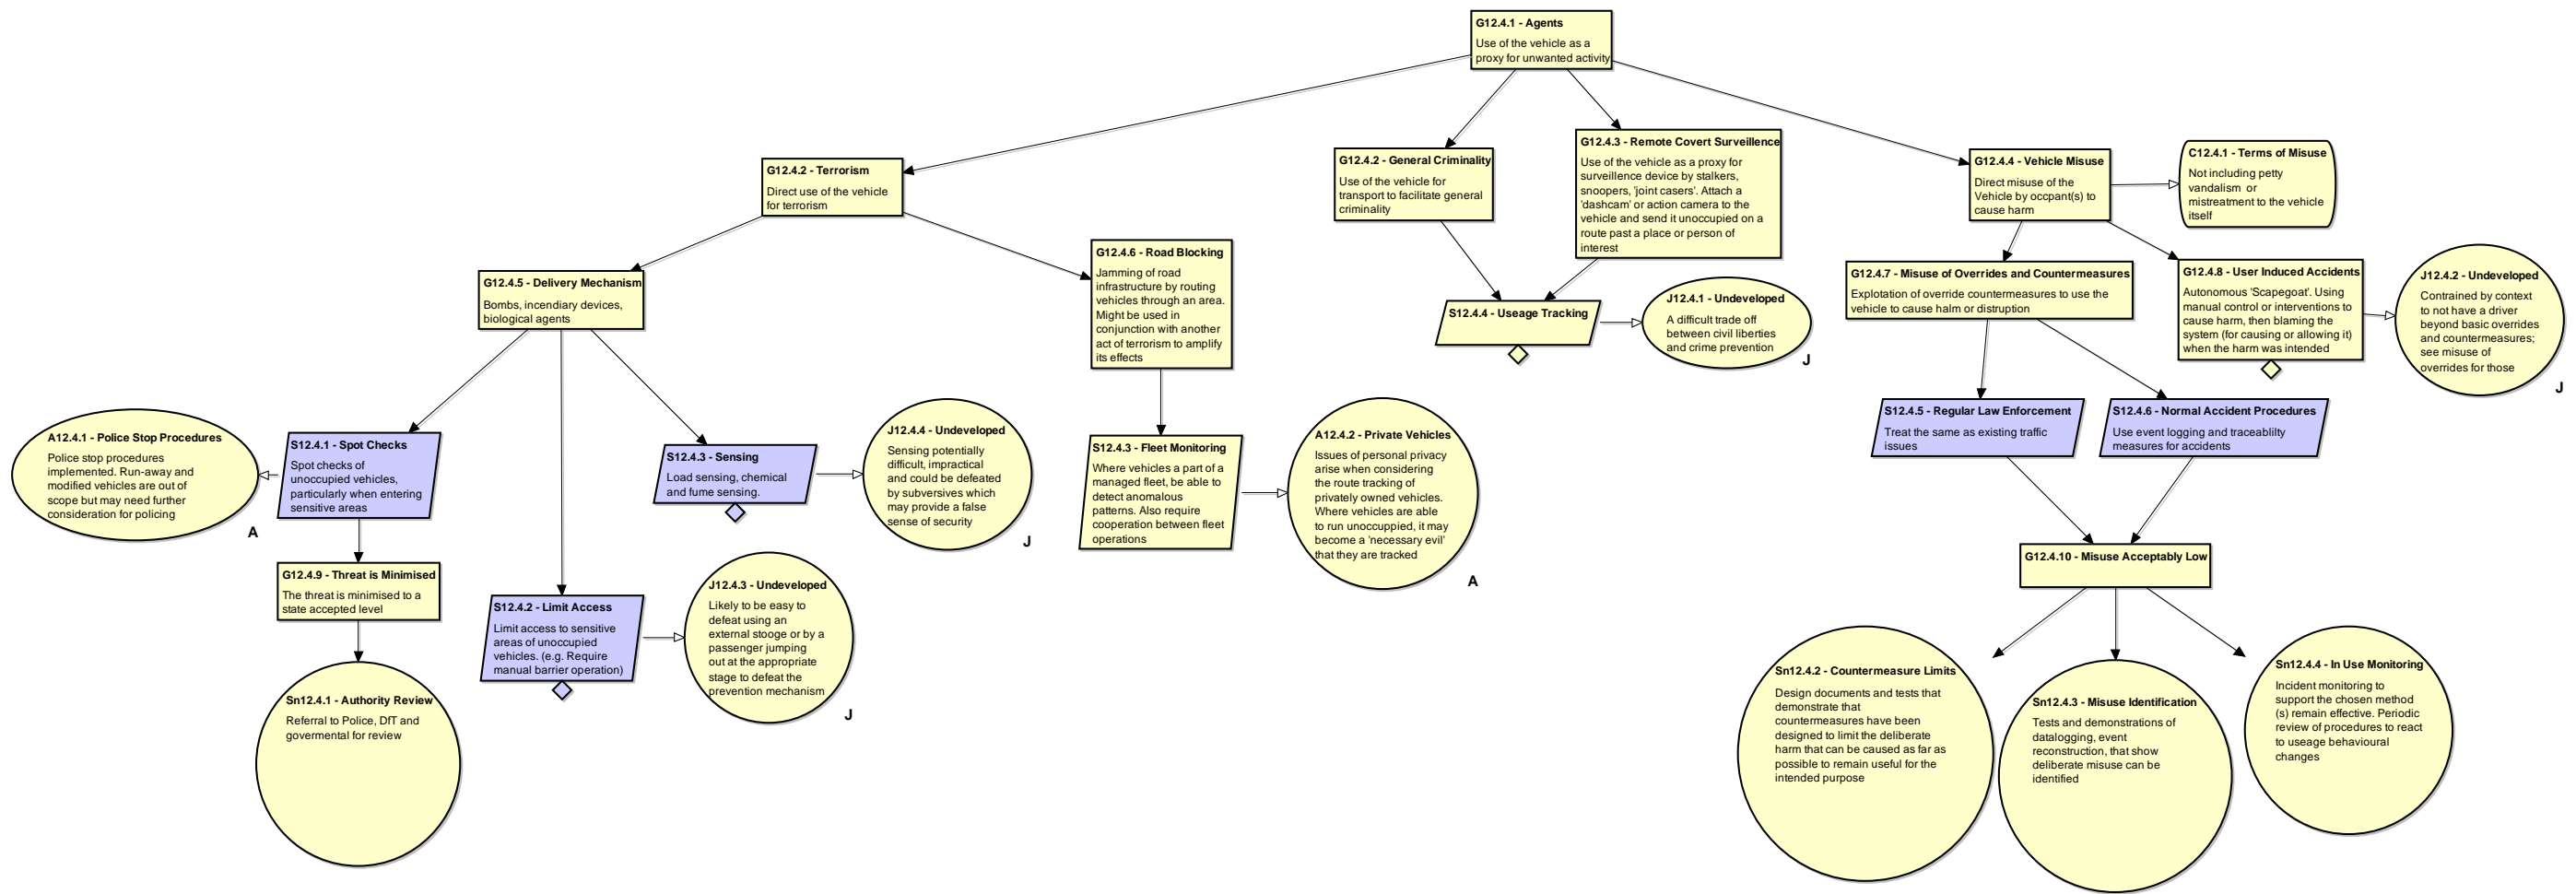 G12.4.1 - Agents
Use of the vehicle as a
proxy for unwanted activity
G12.4.2 - Terrorism
Direct use of the vehicle
for terrorism
G12.4.2 - General Criminality
Use of the vehicle for
transport to facilitate general
criminality
G12.4.3 - Remote Covert Surveillence
Use of the vehicle as a proxy for
surveillence device by stalkers,
snoopers, 'joint casers'. Attach a
'dashcam' or action camera to the
vehicle and send it unoccupied on a
route past a place or person of
interest
G12.4.4 - Vehicle Misuse
Direct misuse of the
Vehicle by occpant(s) to
cause harm
C12.4.1 - Terms of Misuse
Not including petty
vandalism or
mistreatment to the vehicle
itself
G12.4.5 - Delivery Mechanism
Bombs, incendiary devices,
biological agents
G12.4.6 - Road Blocking
Jamming of road
infrastructure by routing
vehicles through an area.
Might be used in
conjunction with another
act of terrorism to amplify
its effects
S12.4.4 - Useage Tracking
J12.4.1 - Undeveloped
A difficult trade off
between civil liberties
and crime prevention
J
G12.4.7 - Misuse of Overrides and Countermeasures
Explotation of override countermeasures to use the
vehicle to cause halm or distruption
G12.4.8 - User Induced Accidents
Autonomous 'Scapegoat'. Using
manual control or interventions to
cause harm, then blaming the
system (for causing or allowing it)
when the harm was intended
J12.4.2 - Undeveloped
Contrained by context
to not have a driver
beyond basic overrides
and countermeasures;
see misuse of
overrides for those
J
A12.4.1 - Police Stop Procedures
Police stop procedures
implemented. Run-away and
modified vehicles are out of
scope but may need further
consideration for policing
A
S12.4.1 - Spot Checks
Spot checks of
unoccupied vehicles,
particularly when entering
sensitive areas
S12.4.3 - Sensing
Load sensing, chemical
and fume sensing.
J12.4.4 - Undeveloped
Sensing potentially
difficult, impractical
and could be defeated
by subversives which
may provide a false
sense of security
J
S12.4.3 - Fleet Monitoring
Where vehicles a part of a
managed fleet, be able to
detect anomalous
patterns. Also require
cooperation between fleet
operations
A12.4.2 - Private Vehicles
Issues of personal privacy
arise when considering
the route tracking of
privately owned vehicles.
Where vehicles are able
to run unoccuppied, it may
become a 'necessary evil'
that they are tracked
A
S12.4.5 - Regular Law Enforcement
Treat the same as existing traffic
issues
S12.4.6 - Normal Accident Procedures
Use event logging and traceablilty
measures for accidents
G12.4.9 - Threat is Minimised
The threat is minimised to a
state accepted level
S12.4.2 - Limit Access
Limit access to sensitive
areas of unoccupied
vehicles. (e.g. Require
manual barrier operation)
J12.4.3 - Undeveloped
Likely to be easy to
defeat using an
external stooge or by a
passenger jumping
out at the appropriate
stage to defeat the
prevention mechanism
J
G12.4.10 - Misuse Acceptably Low
Sn12.4.1 - Authority Review
Referral to Police, DfT and
govermental for review
Sn12.4.2 - Countermeasure Limits
Design documents and tests that
demonstrate that
countermeasures have been
designed to limit the deliberate
harm that can be caused as far as
possible to remain useful for the
intended purpose
Sn12.4.3 - Misuse Identification
Tests and demonstrations of
datalogging, event
reconstruction, that show
deliberate misuse can be
identified
Sn12.4.4 - In Use Monitoring
Incident monitoring to
support the chosen method
(s) remain effective. Periodic
review of procedures to react
to useage behavioural
changes